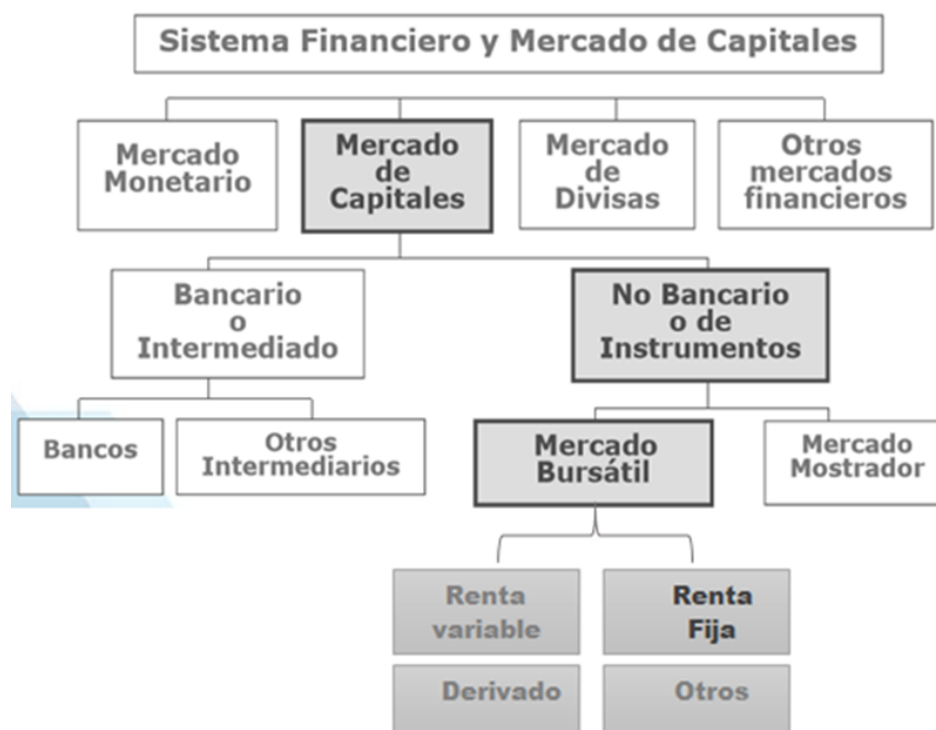 Sistema Financiero y Mercado de Capitales
Mercado
Monetario
Mercado
de
Capitales
Mercado
de
Divisas
Otros
mercados
financieros
Bancario
o
Intermediado
No Bancario
o de
Instrumentos
Bancos
Otros
Intermediarios
Mercado
Bursátil
Mercado
Mostrador
Renta
variable
Renta
Fija
Derivado
Otros